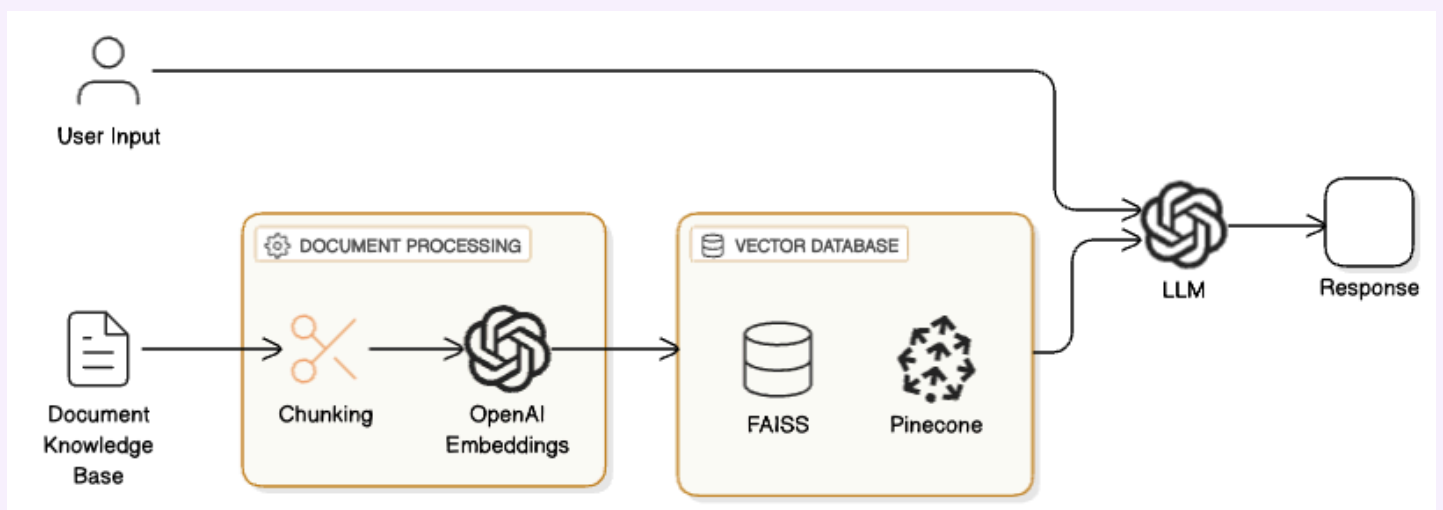 User Input
DOCUMENT PROCESSING
VECTOR DATABASE
LLM
Response
Document
Knowledge
Base
Chunking
OpenAI
Embeddings
FAISS
Pinecone